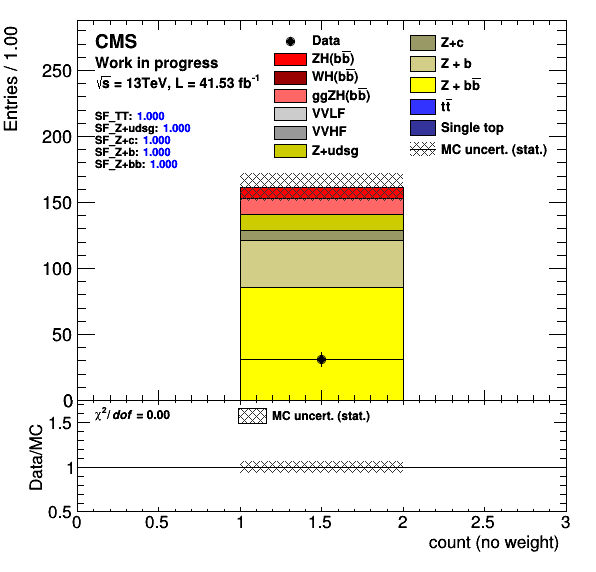 Entries / 1.00
CMS
Work in progress
√s = 13TeV, L = 41.53 fb⁻¹
SF_TT: 1.000
SF_Z+udsg: 1.000
SF_Z+c: 1.000
SF_Z+b: 1.000
SF_Z+bb: 1.000
Data
ZH(bb̅)
WH(bb̅)
ggZH(bb̅)
VVLF
VVHF
Z+udsg
Z+c
Z + b
Z + bb̅
tt̅
Single top
MC uncert. (stat.)
250
200
150
100
50
0
χ²/dof = 0.00
MC uncert. (stat.)
Data/MC
1.5
1
0.5
0 0.5 1 1.5 2 2.5 3
count (no weight)